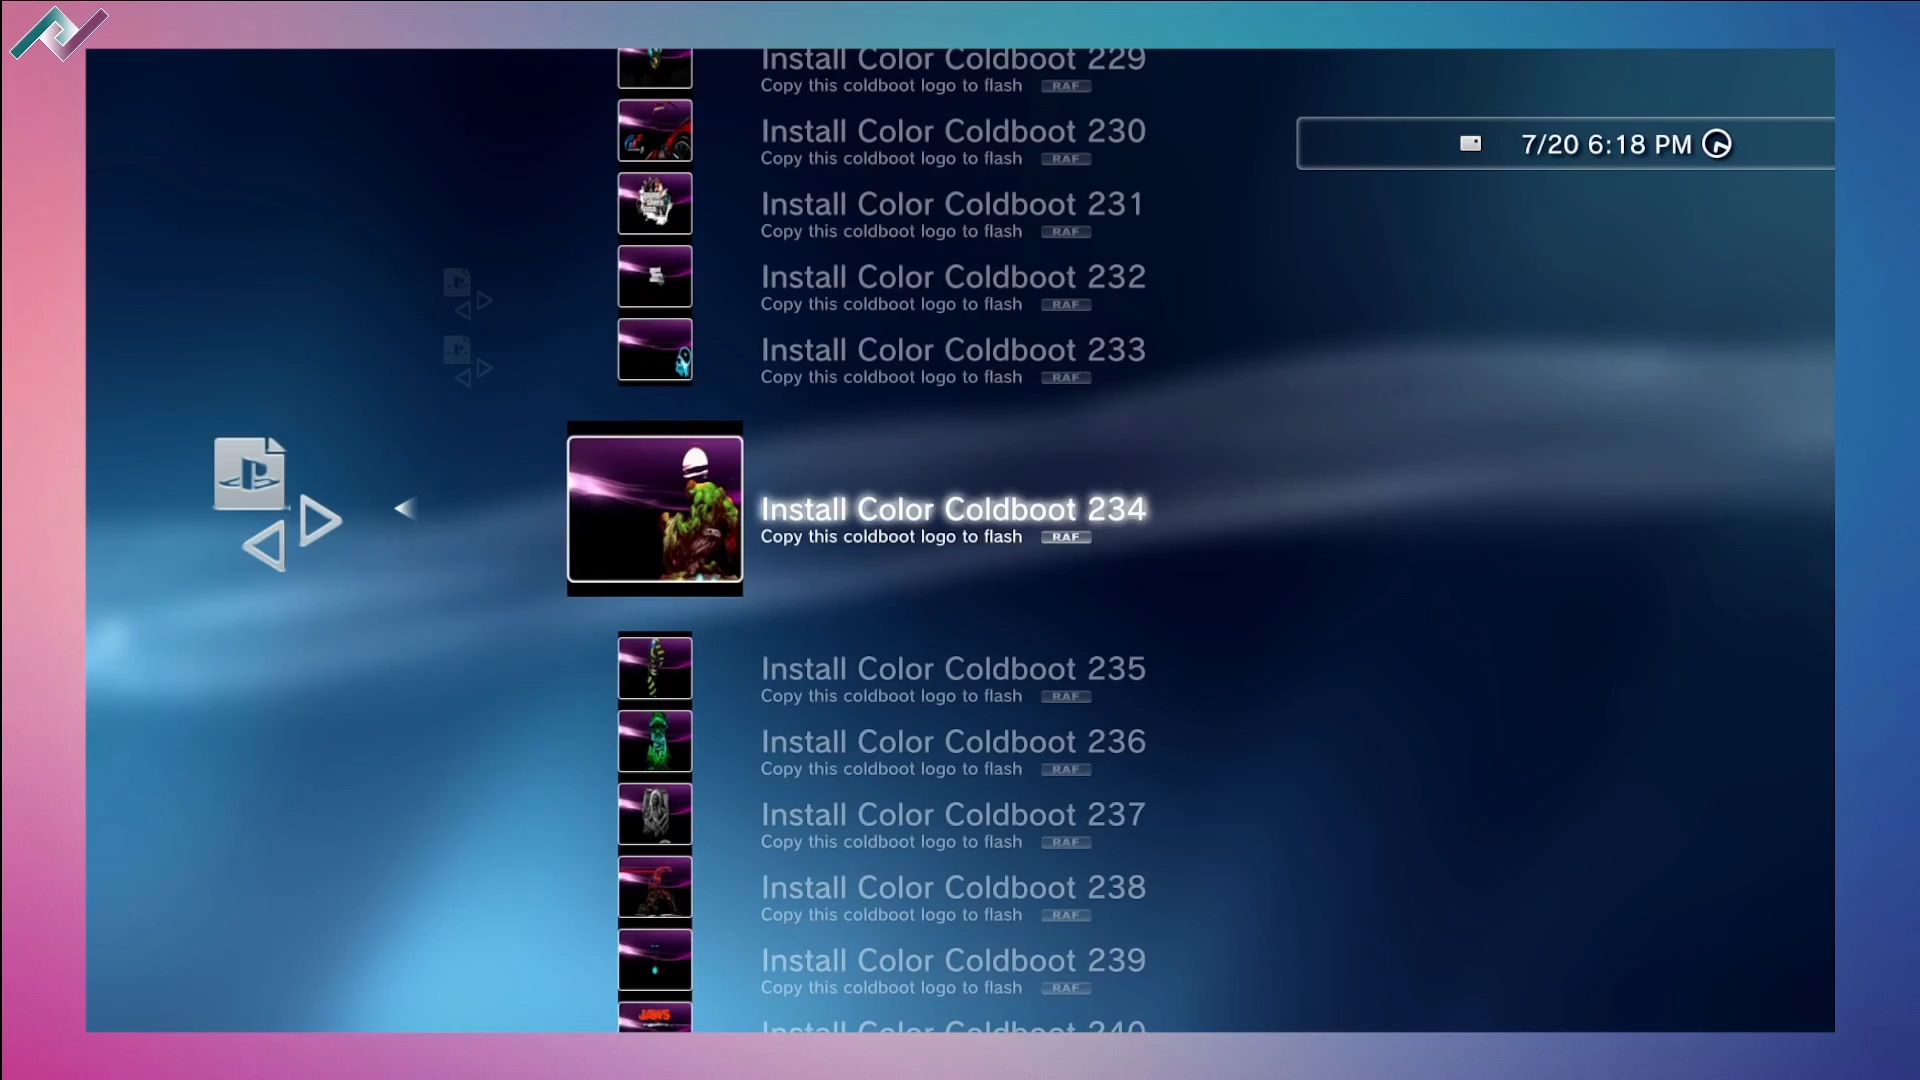 Install Color Coldboot 229
Copy this coldboot logo to flash RAF
Install Color Coldboot 230
Copy this coldboot logo to flash RAF
7/20 6:18 PM
Install Color Coldboot 231
Copy this coldboot logo to flash RAF
Install Color Coldboot 232
Copy this coldboot logo to flash RAF
Install Color Coldboot 233
Copy this coldboot logo to flash RAF
Install Color Coldboot 234
Copy this coldboot logo to flash RAF
Install Color Coldboot 235
Copy this coldboot logo to flash RAF
Install Color Coldboot 236
Copy this coldboot logo to flash RAF
Install Color Coldboot 237
Copy this coldboot logo to flash RAF
Install Color Coldboot 238
Copy this coldboot logo to flash RAF
Install Color Coldboot 239
Copy this coldboot logo to flash RAF
JAWS
Install Color Coldboot 240